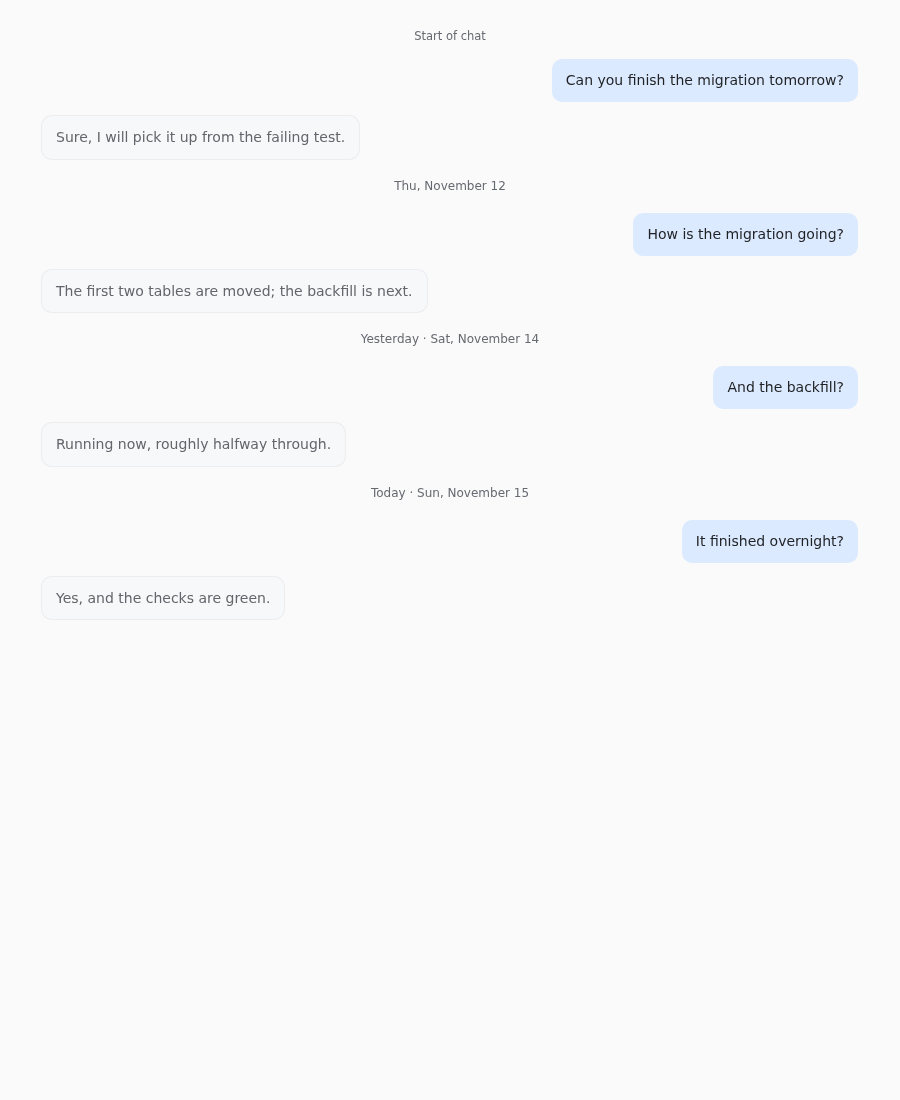 Start of chat
Can you finish the migration tomorrow?
Sure, I will pick it up from the failing test.
Thu, November 12
How is the migration going?
The first two tables are moved; the backfill is next.
Yesterday · Sat, November 14
And the backfill?
Running now, roughly halfway through.
Today · Sun, November 15
It finished overnight?
Yes, and the checks are green.